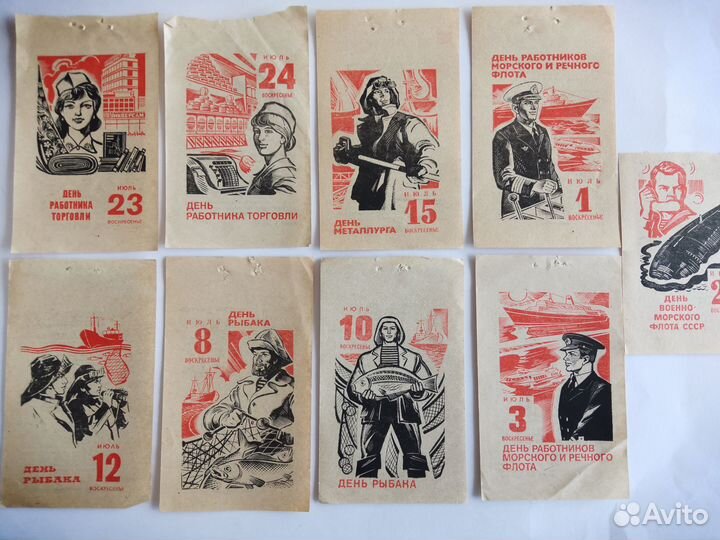 ДЕНЬ
РАБОТНИКА
ТОРГОВЛИ
ИЮЛЬ
23
ВОСКРЕСЕНЬЕ
ИЮЛЬ
24
ВОСКРЕСЕНЬЕ
ДЕНЬ
РАБОТНИКА ТОРГОВЛИ
ИЮЛЬ
15
ВОСКРЕСЕНЬЕ
ДЕНЬ
МЕТАЛЛУРГА
ДЕНЬ РАБОТНИКОВ
МОРСКОГО И РЕЧНОГО
ФЛОТА
ИЮЛЬ
1
ВОСКРЕСЕНЬЕ
ДЕНЬ
ВОЕННО-
МОРСКОГО
ФЛОТА СССР
2
ДЕНЬ
РЫБАКА
ИЮЛЬ
12
ВОСКРЕСЕНЬЕ
ДЕНЬ
РЫБАКА
ИЮЛЬ
8
ВОСКРЕСЕНЬЕ
ИЮЛЬ
10
ВОСКРЕСЕНЬЕ
ДЕНЬ РЫБАКА
ИЮЛЬ
3
ВОСКРЕСЕНЬЕ
ДЕНЬ РАБОТНИКОВ
МОРСКОГО И РЕЧНОГО
ФЛОТА
Avito